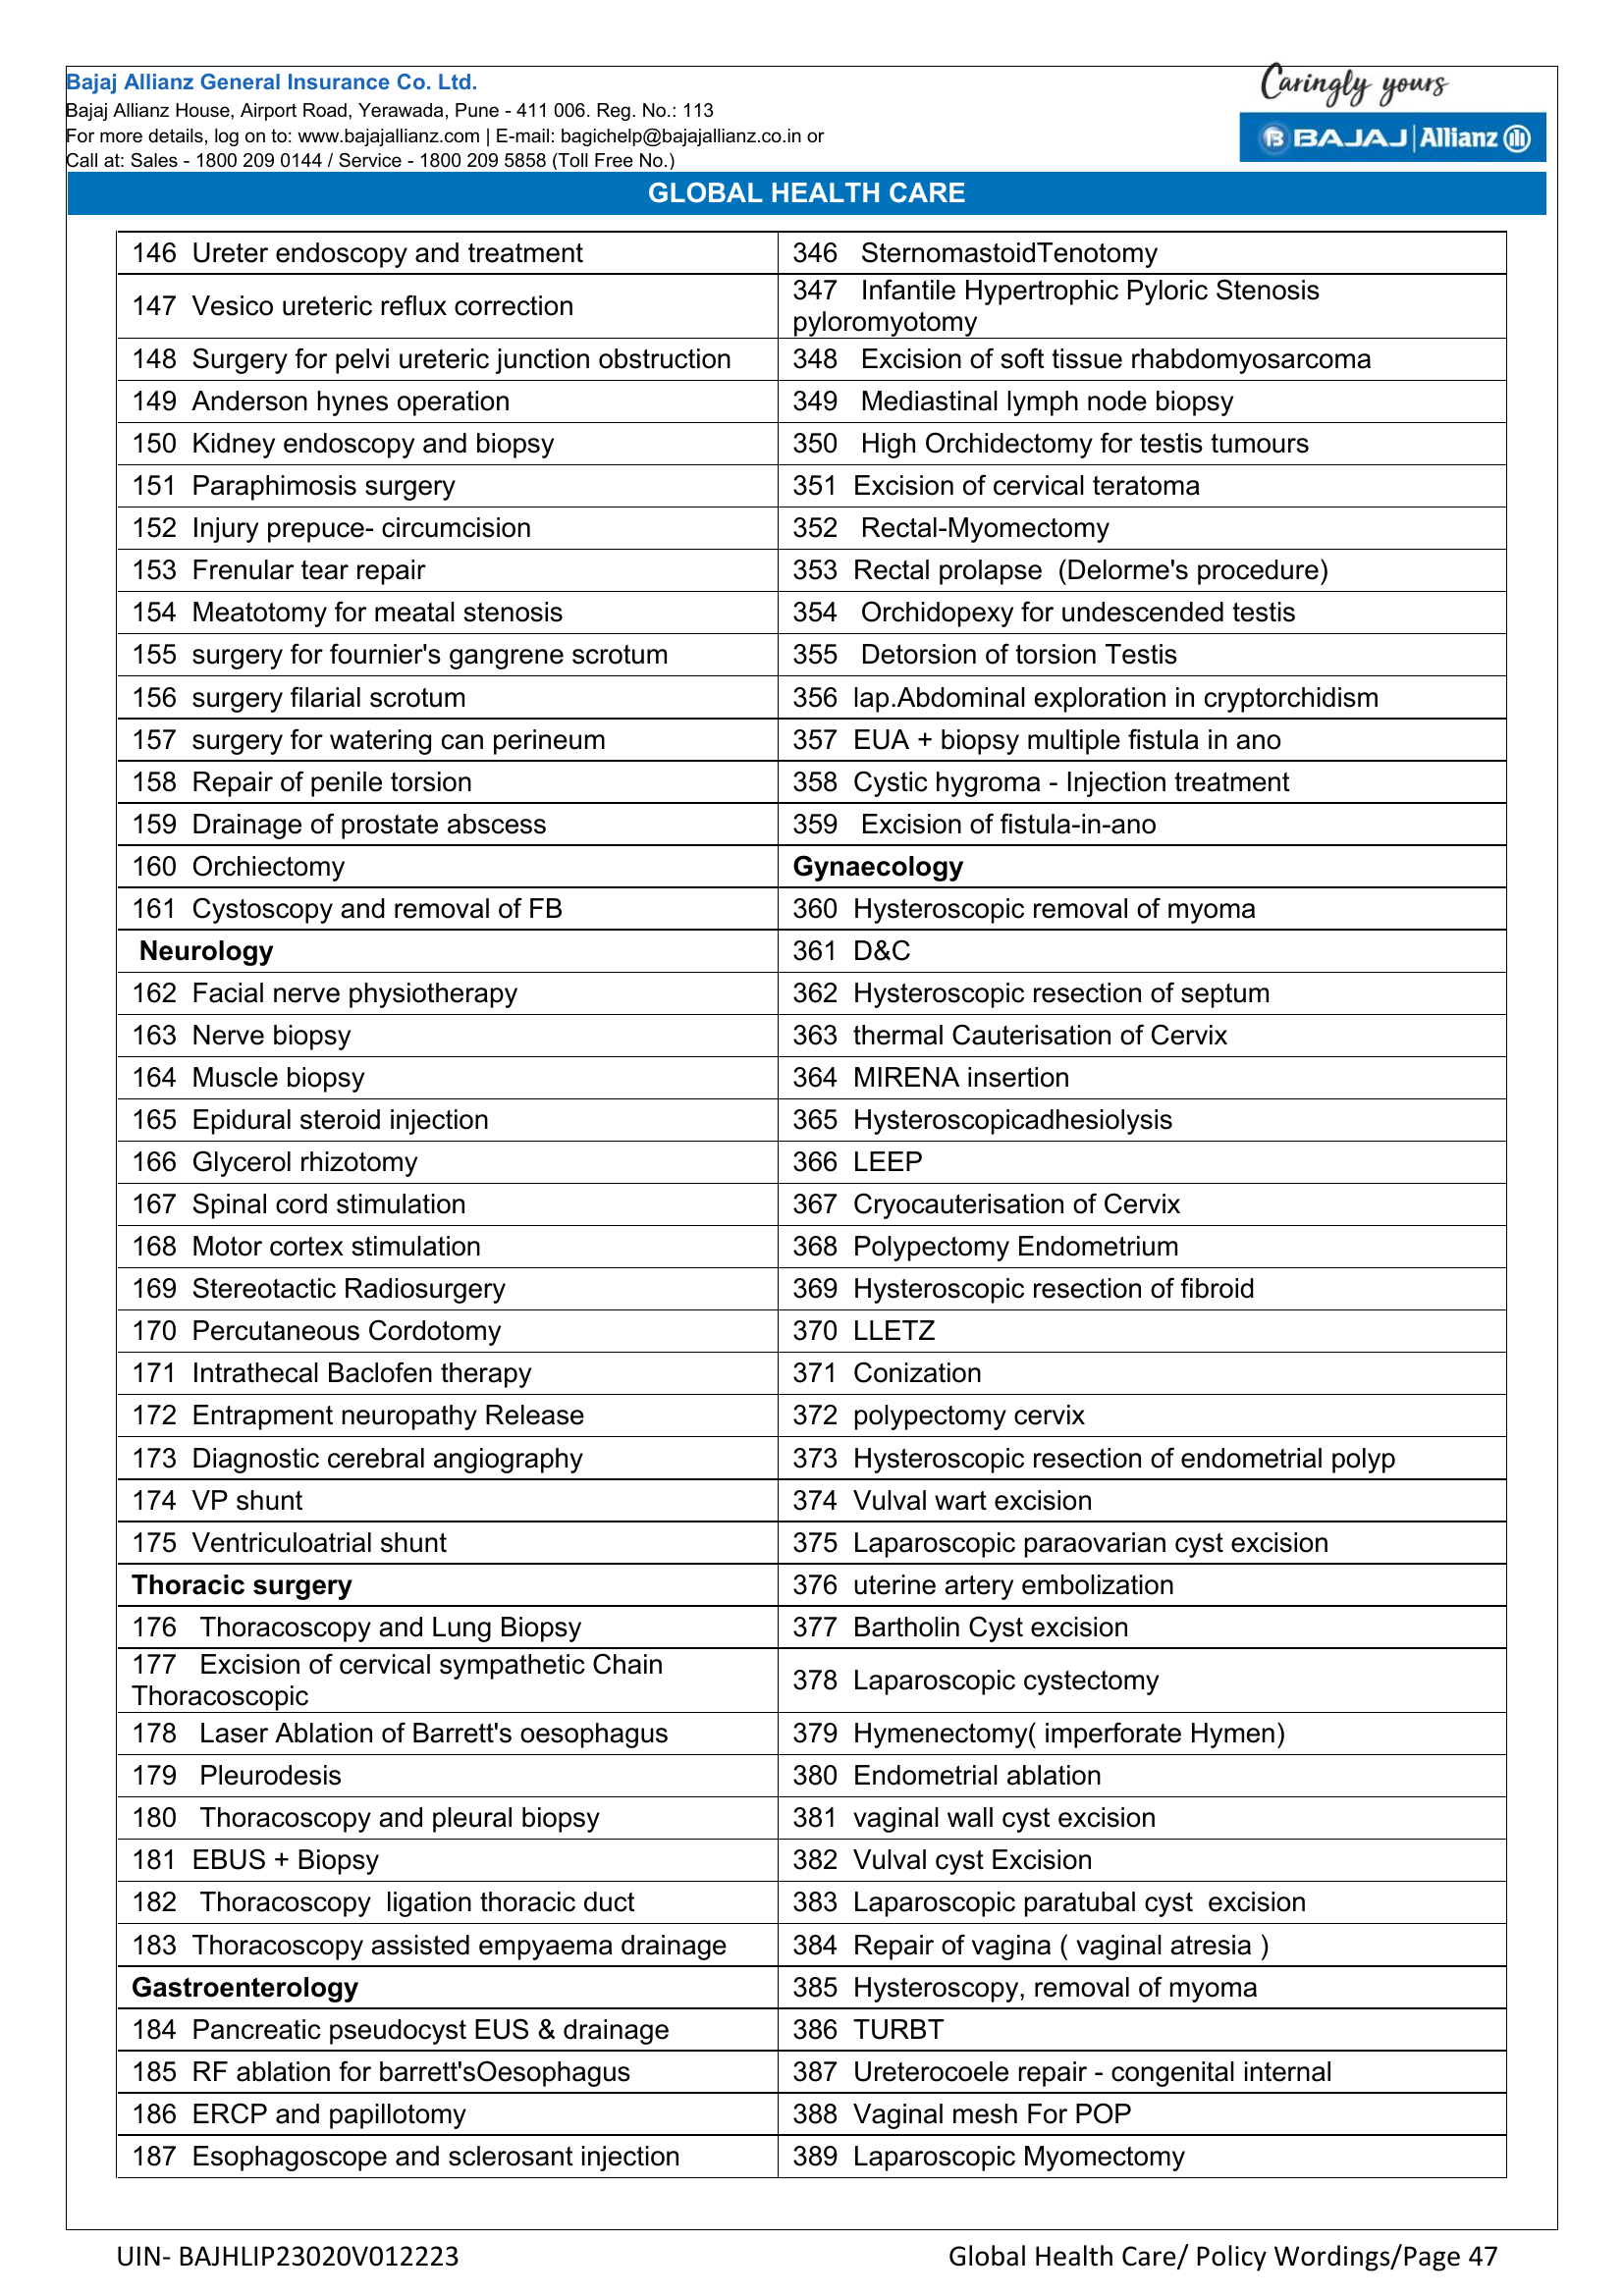 Bajaj Allianz General Insurance Co. Ltd.
Bajaj Allianz House, Airport Road, Yerawada, Pune - 411 006. Reg. No.: 113
For more details, log on to: www.bajajallianz.com | E-mail: bagichelp@bajajallianz.co.in or
Call at: Sales - 1800 209 0144 / Service - 1800 209 5858 (Toll Free No.)
Caringly yours
BAJAJ | Allianz
GLOBAL HEALTH CARE
146 Ureter endoscopy and treatment
346 SternomastoidTenotomy
147 Vesico ureteric reflux correction
347 Infantile Hypertrophic Pyloric Stenosis
pyloromyotomy
148 Surgery for pelvi ureteric junction obstruction
348 Excision of soft tissue rhabdomyosarcoma
149 Anderson hynes operation
349 Mediastinal lymph node biopsy
150 Kidney endoscopy and biopsy
350 High Orchidectomy for testis tumours
151 Paraphimosis surgery
351 Excision of cervical teratoma
152 Injury prepuce- circumcision
352 Rectal-Myomectomy
153 Frenular tear repair
353 Rectal prolapse (Delorme's procedure)
154 Meatotomy for meatal stenosis
354 Orchidopexy for undescended testis
155 surgery for fournier's gangrene scrotum
355 Detorsion of torsion Testis
156 surgery filarial scrotum
356 lap.Abdominal exploration in cryptorchidism
157 surgery for watering can perineum
357 EUA + biopsy multiple fistula in ano
158 Repair of penile torsion
358 Cystic hygroma - Injection treatment
159 Drainage of prostate abscess
359 Excision of fistula-in-ano
160 Orchiectomy
Gynaecology
161 Cystoscopy and removal of FB
360 Hysteroscopic removal of myoma
Neurology
361 D&C
162 Facial nerve physiotherapy
362 Hysteroscopic resection of septum
163 Nerve biopsy
363 thermal Cauterisation of Cervix
164 Muscle biopsy
364 MIRENA insertion
165 Epidural steroid injection
365 Hysteroscopicadhesiolysis
166 Glycerol rhizotomy
366 LEEP
167 Spinal cord stimulation
367 Cryocauterisation of Cervix
168 Motor cortex stimulation
368 Polypectomy Endometrium
169 Stereotactic Radiosurgery
369 Hysteroscopic resection of fibroid
170 Percutaneous Cordotomy
370 LLETZ
171 Intrathecal Baclofen therapy
371 Conization
172 Entrapment neuropathy Release
372 polypectomy cervix
173 Diagnostic cerebral angiography
373 Hysteroscopic resection of endometrial polyp
174 VP shunt
374 Vulval wart excision
175 Ventriculoatrial shunt
375 Laparoscopic paraovarian cyst excision
Thoracic surgery
376 uterine artery embolization
176 Thoracoscopy and Lung Biopsy
377 Bartholin Cyst excision
177 Excision of cervical sympathetic Chain
Thoracoscopic
378 Laparoscopic cystectomy
178 Laser Ablation of Barrett's oesophagus
379 Hymenectomy( imperforate Hymen)
179 Pleurodesis
380 Endometrial ablation
180 Thoracoscopy and pleural biopsy
381 vaginal wall cyst excision
181 EBUS + Biopsy
382 Vulval cyst Excision
182 Thoracoscopy ligation thoracic duct
383 Laparoscopic paratubal cyst excision
183 Thoracoscopy assisted empyaema drainage
384 Repair of vagina ( vaginal atresia )
Gastroenterology
385 Hysteroscopy, removal of myoma
184 Pancreatic pseudocyst EUS & drainage
386 TURBT
185 RF ablation for barrett'sOesophagus
387 Ureterocoele repair - congenital internal
186 ERCP and papillotomy
388 Vaginal mesh For POP
187 Esophagoscope and sclerosant injection
389 Laparoscopic Myomectomy
UIN- BAJHLIP23020V012223
Global Health Care/ Policy Wordings/Page 47